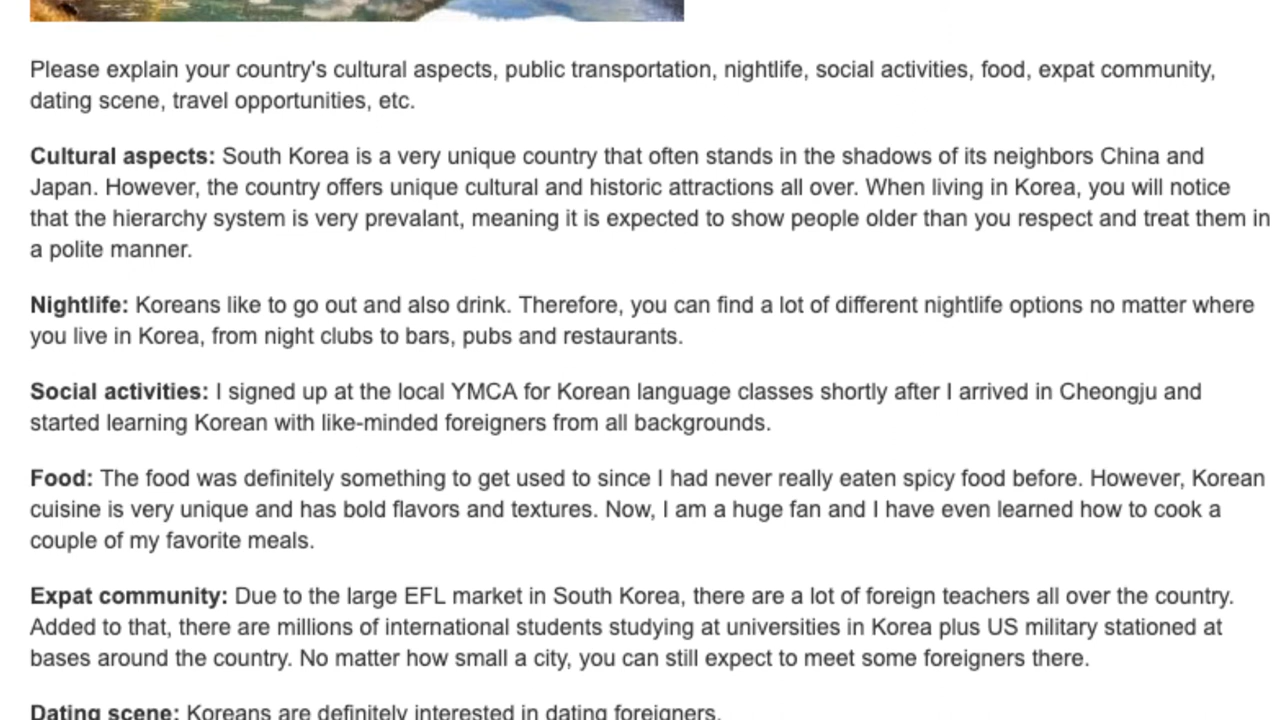 Please explain your country's cultural aspects, public transportation, nightlife, social activities, food, expat community,
dating scene, travel opportunities, etc.
Cultural aspects: South Korea is a very unique country that often stands in the shadows of its neighbors China and
Japan. However, the country offers unique cultural and historic attractions all over. When living in Korea, you will notice
that the hierarchy system is very prevalant, meaning it is expected to show people older than you respect and treat them in
a polite manner.
Nightlife: Koreans like to go out and also drink. Therefore, you can find a lot of different nightlife options no matter where
you live in Korea, from night clubs to bars, pubs and restaurants.
Social activities: I signed up at the local YMCA for Korean language classes shortly after I arrived in Cheongju and
started learning Korean with like-minded foreigners from all backgrounds.
Food: The food was definitely something to get used to since I had never really eaten spicy food before. However, Korean
cuisine is very unique and has bold flavors and textures. Now, I am a huge fan and I have even learned how to cook a
couple of my favorite meals.
Expat community: Due to the large EFL market in South Korea, there are a lot of foreign teachers all over the country.
Added to that, there are millions of international students studying at universities in Korea plus US military stationed at
bases around the country. No matter how small a city, you can still expect to meet some foreigners there.
Dating scene: Koreans are definitely interested in dating foreigners.